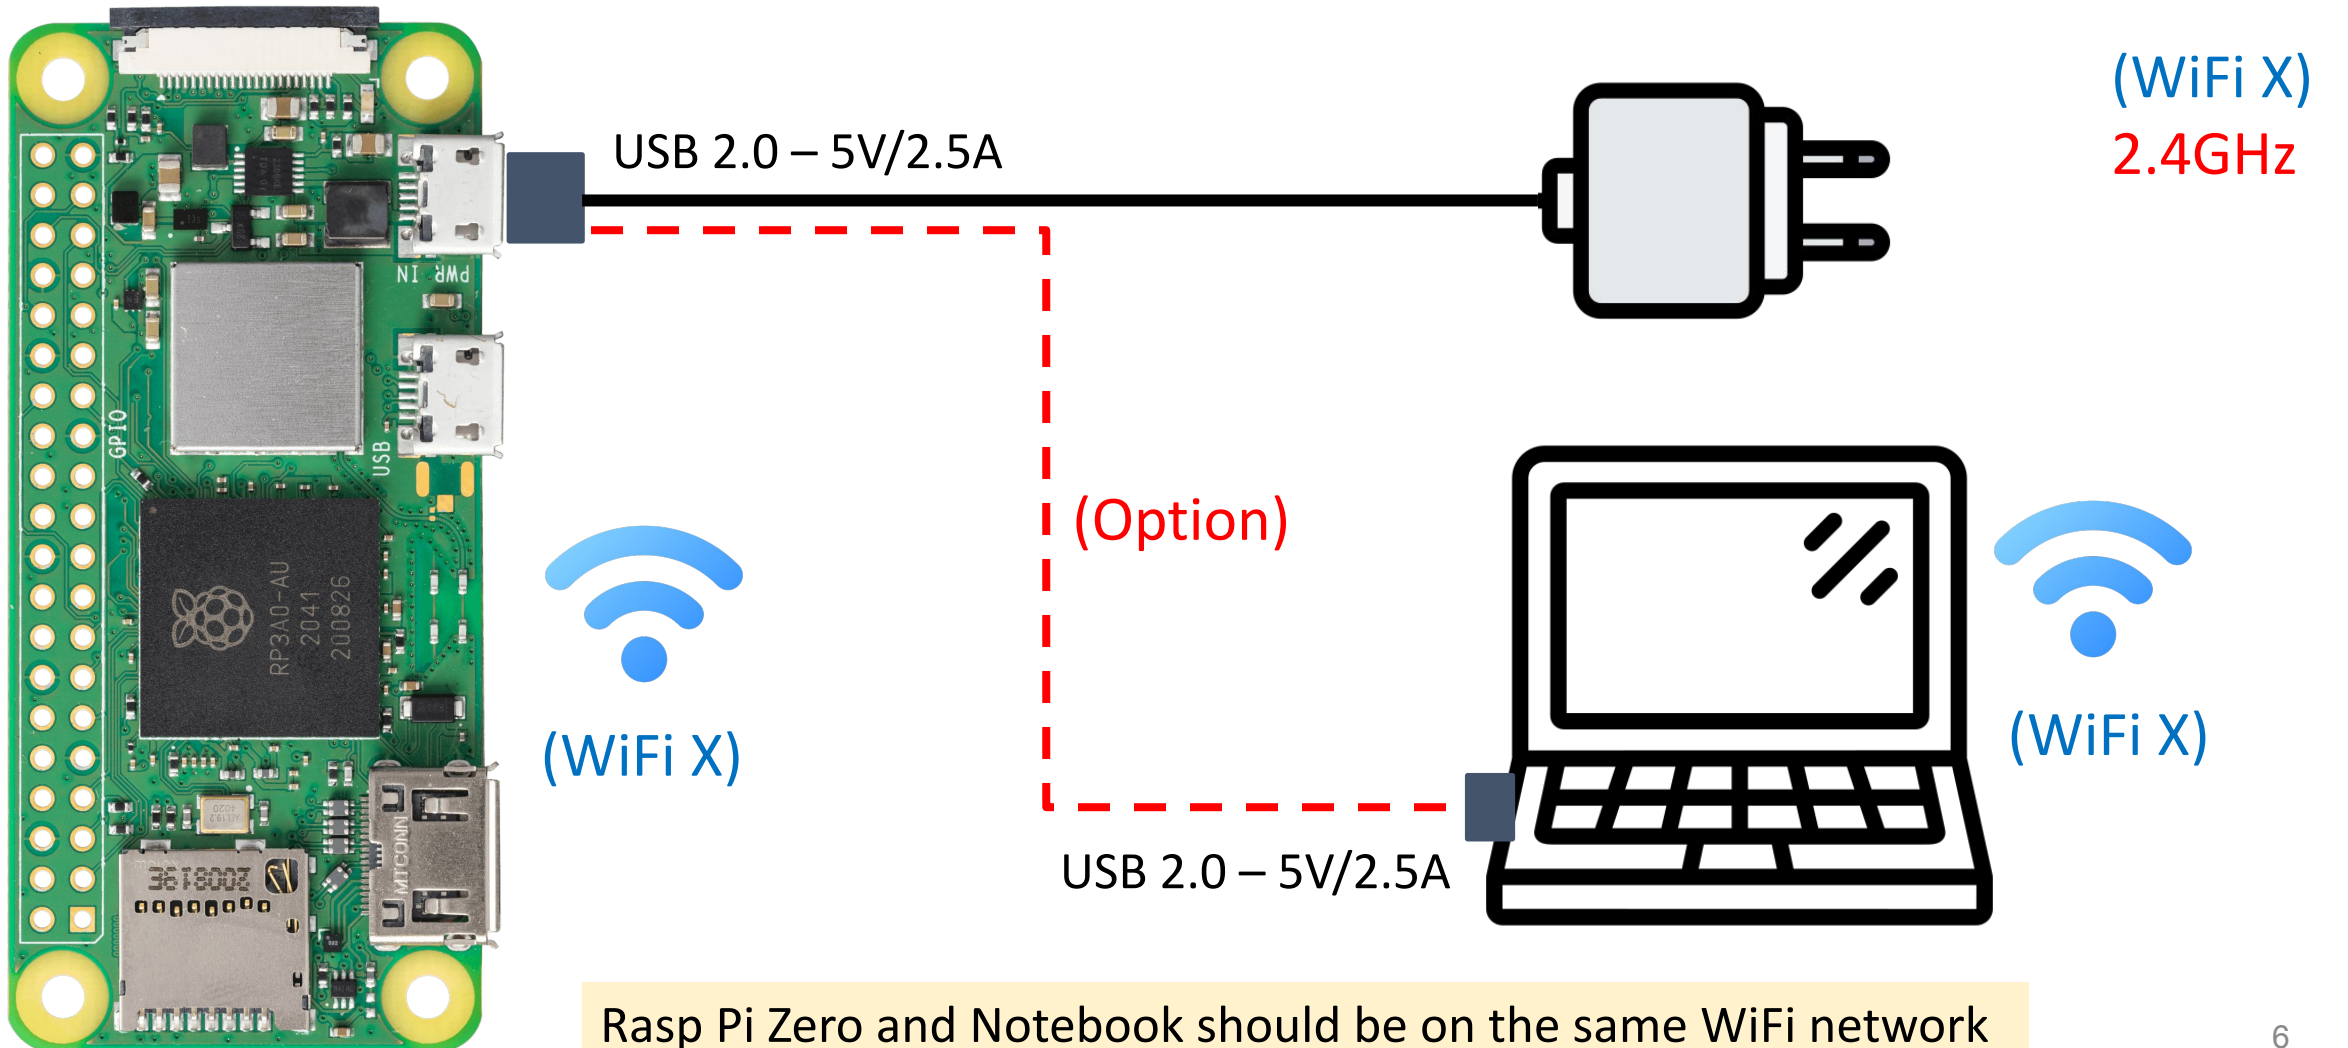 (WiFi X)
2.4GHz
USB 2.0 – 5V/2.5A
PWR IN
GPIO
USB
(Option)
RP3A0-AU
2041
200826
(WiFi X)
(WiFi X)
MTCONN
USB 2.0 – 5V/2.5A
Rasp Pi Zero and Notebook should be on the same WiFi network
6